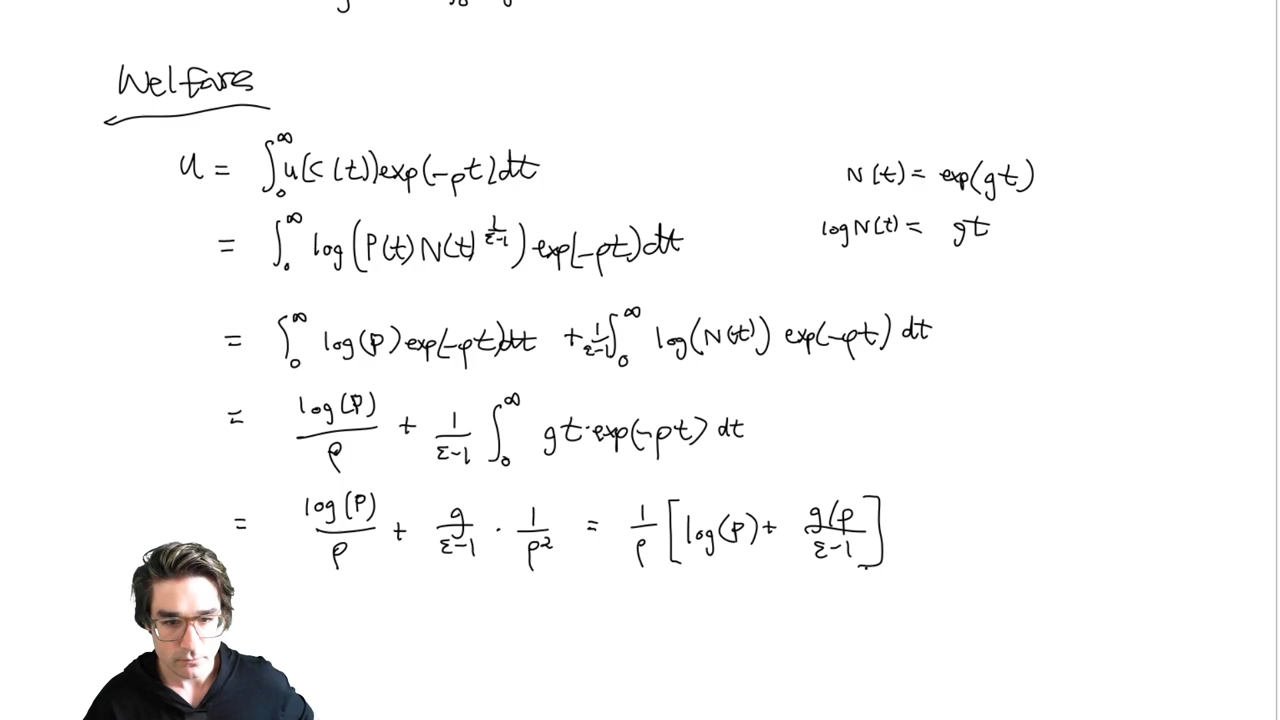 Welfare
U = ∫₀^∞ u(C(t)) exp(-ρt) dt
N(t) = exp(gt)
= ∫₀^∞ log(P(t) N(t)^{1/(ε-1)}) exp(-ρt) dt
log N(t) = gt
= ∫₀^∞ log(P) exp(-ρt) dt + 1/(ε-1) ∫₀^∞ log(N(t)) exp(-ρt) dt
= log(P)/ρ + 1/(ε-1) ∫₀^∞ gt·exp(-ρt) dt
= log(P)/ρ + g/(ε-1) · 1/ρ² = 1/ρ [log(P) + (g/ρ)/(ε-1)]